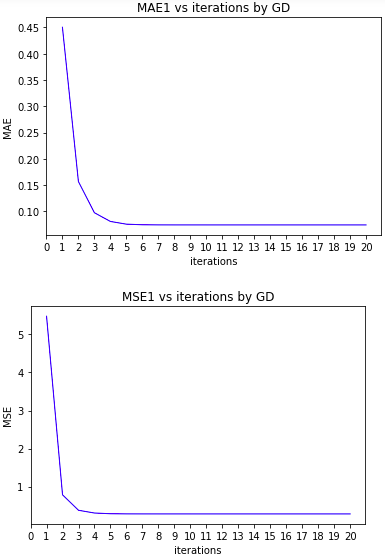 MAE1 vs iterations by GD
0.45
0.40
0.35
0.30
0.25
0.20
0.15
0.10
MAE
0 1 2 3 4 5 6 7 8 9 10 11 12 13 14 15 16 17 18 19 20
iterations
MSE1 vs iterations by GD
5
4
3
2
1
MSE
0 1 2 3 4 5 6 7 8 9 10 11 12 13 14 15 16 17 18 19 20
iterations